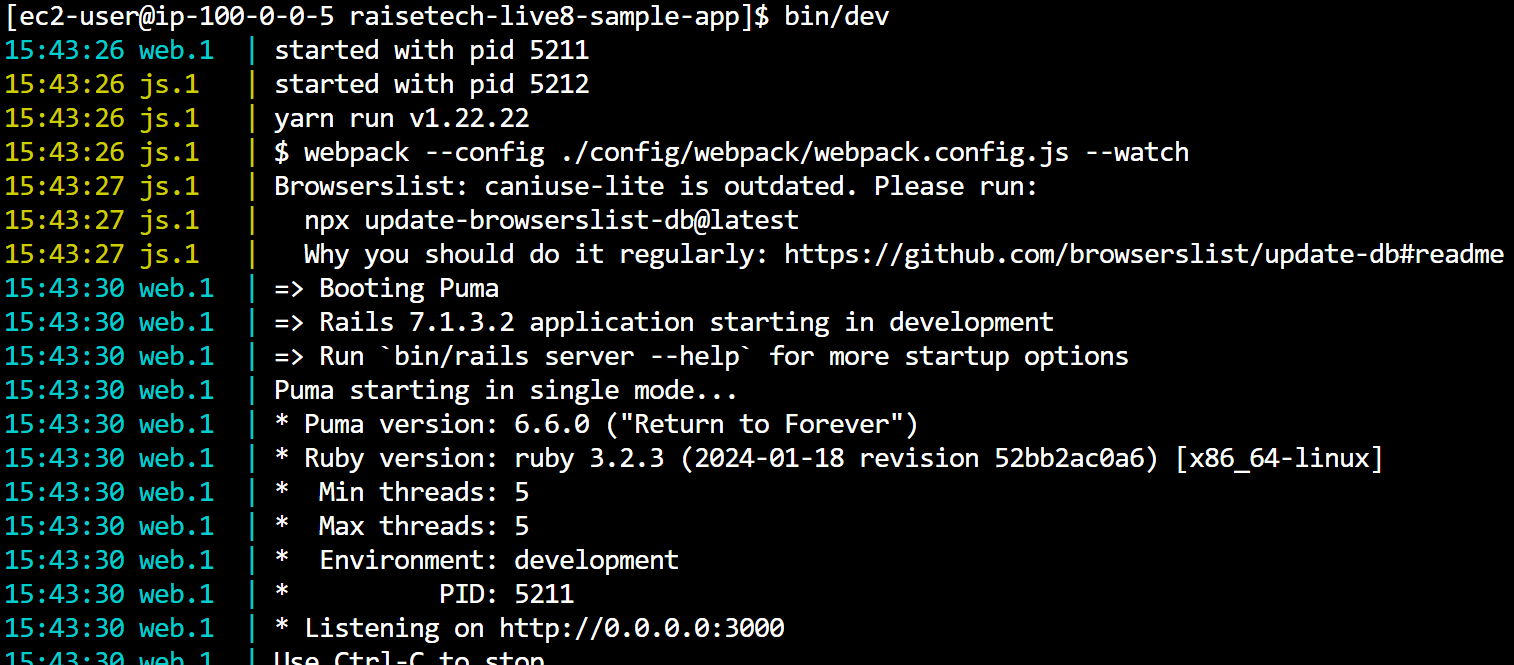 [ec2-user@ip-100-0-0-5 raisetech-live8-sample-app]$ bin/dev
15:43:26 web.1  | started with pid 5211
15:43:26 js.1   | started with pid 5212
15:43:26 js.1   | yarn run v1.22.22
15:43:26 js.1   | $ webpack --config ./config/webpack/webpack.config.js --watch
15:43:27 js.1   | Browserslist: caniuse-lite is outdated. Please run:
15:43:27 js.1   |   npx update-browserslist-db@latest
15:43:27 js.1   |   Why you should do it regularly: https://github.com/browserslist/update-db#readme
15:43:30 web.1  | => Booting Puma
15:43:30 web.1  | => Rails 7.1.3.2 application starting in development
15:43:30 web.1  | => Run `bin/rails server --help` for more startup options
15:43:30 web.1  | Puma starting in single mode...
15:43:30 web.1  | * Puma version: 6.6.0 ("Return to Forever")
15:43:30 web.1  | * Ruby version: ruby 3.2.3 (2024-01-18 revision 52bb2ac0a6) [x86_64-linux]
15:43:30 web.1  | *  Min threads: 5
15:43:30 web.1  | *  Max threads: 5
15:43:30 web.1  | *  Environment: development
15:43:30 web.1  | *          PID: 5211
15:43:30 web.1  | * Listening on http://0.0.0.0:3000
15:43:30 web.1  | Use Ctrl-C to stop